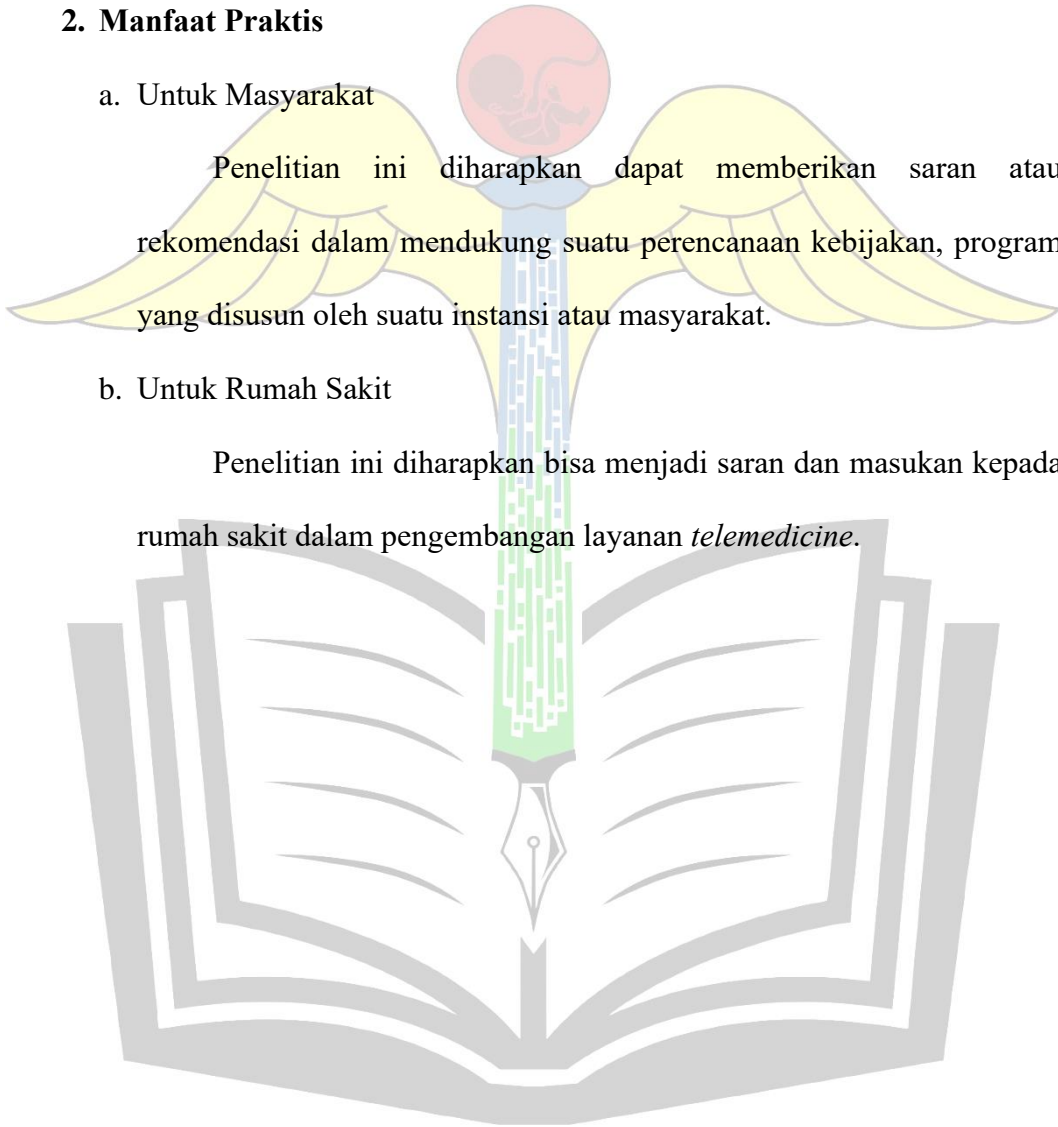 2. Manfaat Praktis
a. Untuk Masyarakat
Penelitian ini diharapkan dapat memberikan saran atau
rekomendasi dalam mendukung suatu perencanaan kebijakan, program
yang disusun oleh suatu instansi atau masyarakat.
b. Untuk Rumah Sakit
Penelitian ini diharapkan bisa menjadi saran dan masukan kepada
rumah sakit dalam pengembangan layanan telemedicine.